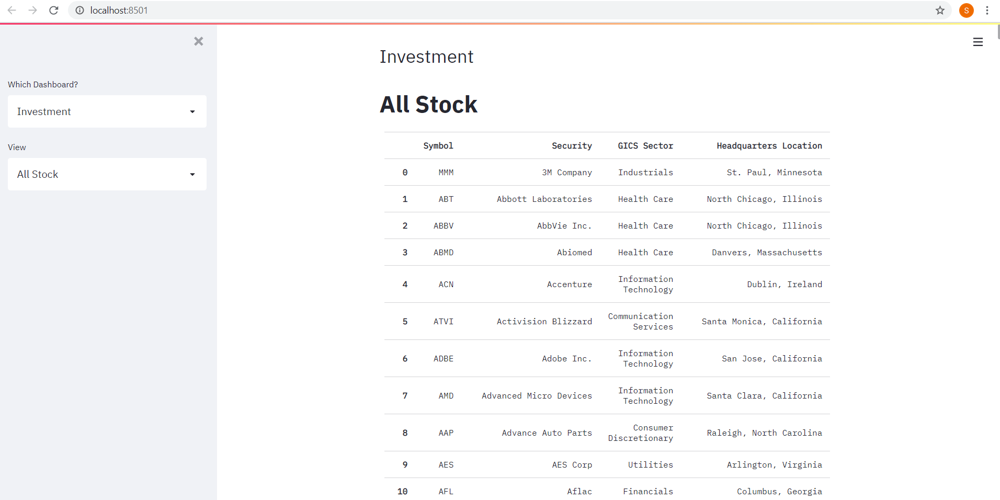 localhost:8501
S
Which Dashboard?
Investment
View
All Stock
Investment
All Stock
Symbol Security GICS Sector Headquarters Location
0 MMM 3M Company Industrials St. Paul, Minnesota
1 ABT Abbott Laboratories Health Care North Chicago, Illinois
2 ABBV AbbVie Inc. Health Care North Chicago, Illinois
3 ABMD Abiomed Health Care Danvers, Massachusetts
4 ACN Accenture Information Technology Dublin, Ireland
5 ATVI Activision Blizzard Communication Services Santa Monica, California
6 ADBE Adobe Inc. Information Technology San Jose, California
7 AMD Advanced Micro Devices Information Technology Santa Clara, California
8 AAP Advance Auto Parts Consumer Discretionary Raleigh, North Carolina
9 AES AES Corp Utilities Arlington, Virginia
10 AFL Aflac Financials Columbus, Georgia